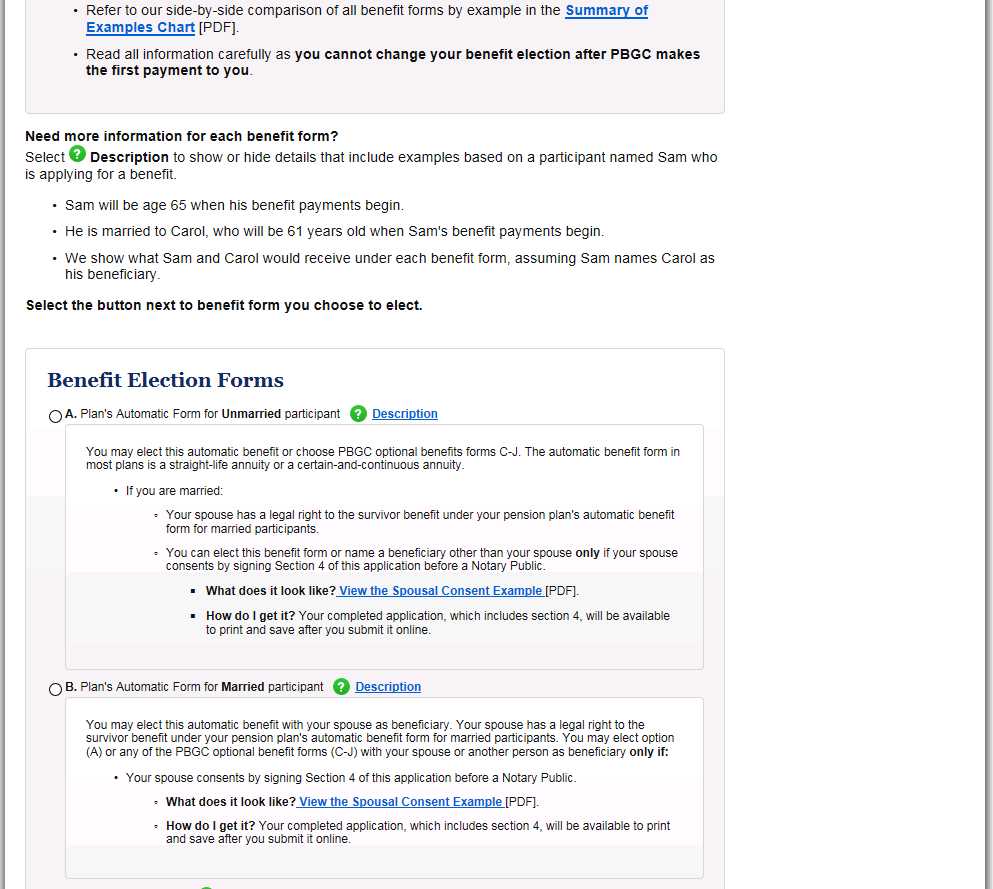 • Refer to our side-by-side comparison of all benefit forms by example in the Summary of
Examples Chart [PDF].
• Read all information carefully as you cannot change your benefit election after PBGC makes
the first payment to you.
Need more information for each benefit form?
Select ? Description to show or hide details that include examples based on a participant named Sam who
is applying for a benefit.
• Sam will be age 65 when his benefit payments begin.
• He is married to Carol, who will be 61 years old when Sam's benefit payments begin.
• We show what Sam and Carol would receive under each benefit form, assuming Sam names Carol as
his beneficiary.
Select the button next to benefit form you choose to elect.
Benefit Election Forms
A. Plan's Automatic Form for Unmarried participant ? Description
You may elect this automatic benefit or choose PBGC optional benefits forms C-J. The automatic benefit form in
most plans is a straight-life annuity or a certain-and-continuous annuity.
• If you are married:
◦ Your spouse has a legal right to the survivor benefit under your pension plan's automatic benefit
form for married participants.
◦ You can elect this benefit form or name a beneficiary other than your spouse only if your spouse
consents by signing Section 4 of this application before a Notary Public.
▪ What does it look like? View the Spousal Consent Example [PDF].
▪ How do I get it? Your completed application, which includes section 4, will be available
to print and save after you submit it online.
B. Plan's Automatic Form for Married participant ? Description
You may elect this automatic benefit with your spouse as beneficiary. Your spouse has a legal right to the
survivor benefit under your pension plan's automatic benefit form for married participants. You may elect option
(A) or any of the PBGC optional benefit forms (C-J) with your spouse or another person as beneficiary only if:
• Your spouse consents by signing Section 4 of this application before a Notary Public.
◦ What does it look like? View the Spousal Consent Example [PDF].
◦ How do I get it? Your completed application, which includes section 4, will be available to print
and save after you submit it online.